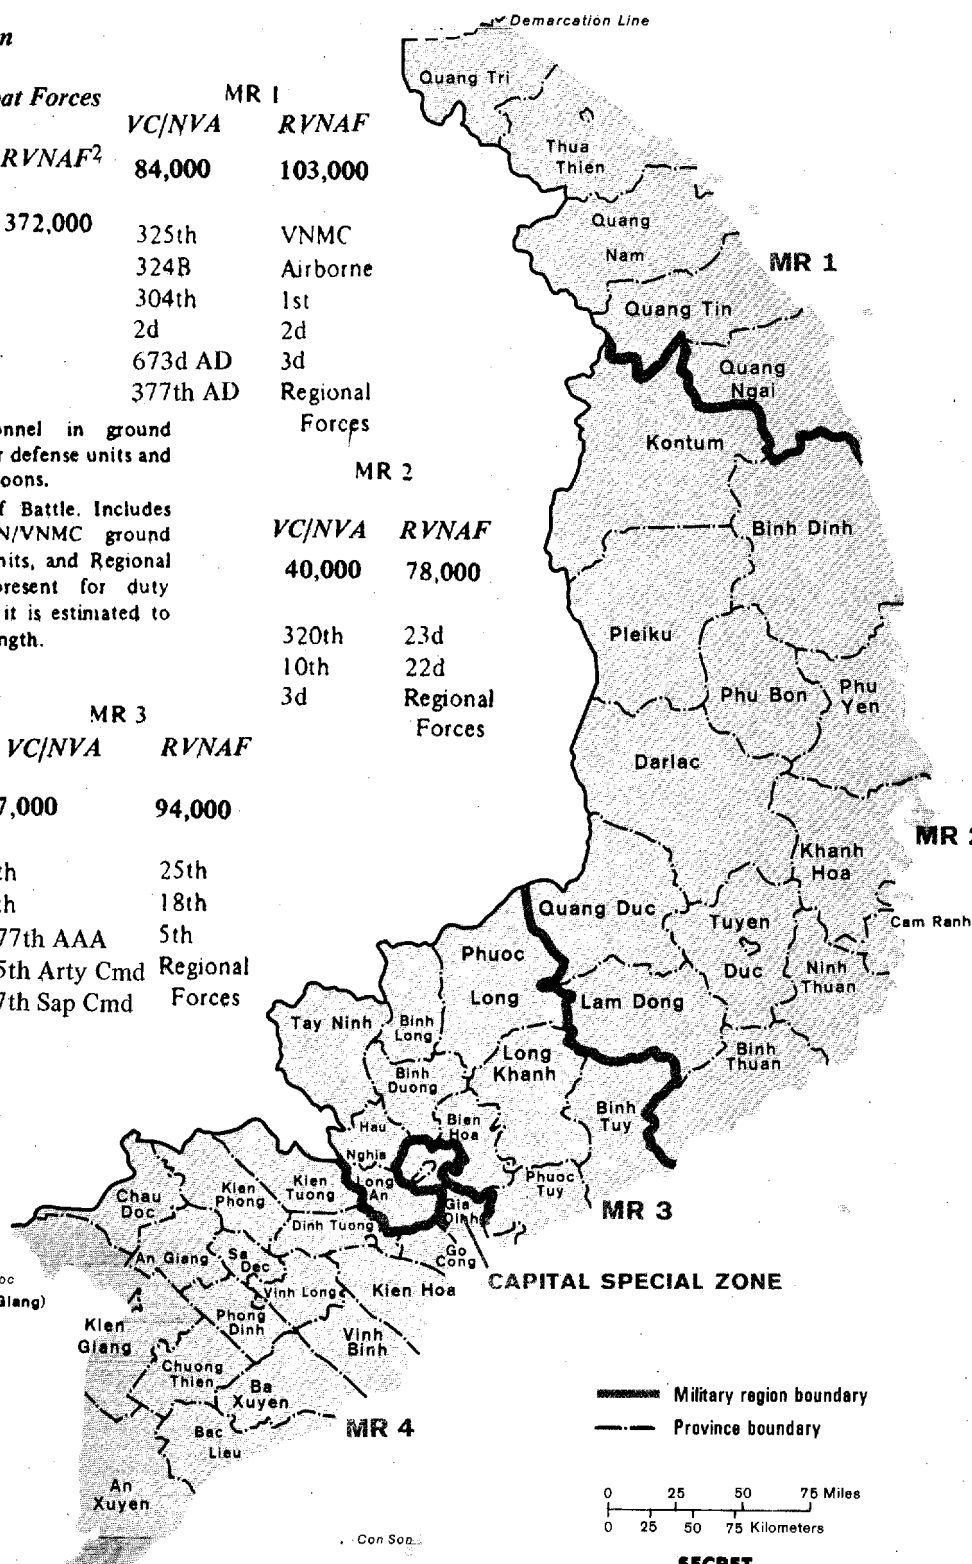 Demarcation Line
n
at Forces
RVNAF²
372,000
MR 1
VC/NVA RVNAF
84,000 103,000
325th VNMC
324B Airborne
304th 1st
2d 2d
673d AD 3d
377th AD Regional
Forces
nnel in ground
r defense units and
oons.
f Battle. Includes
N/VNMC ground
nits, and Regional
present for duty
it is estimated to
ngth.
MR 2
VC/NVA RVNAF
40,000 78,000
320th 23d
10th 22d
3d Regional
Forces
MR 3
VC/NVA RVNAF
7,000 94,000
th 25th
th 18th
77th AAA 5th
5th Arty Cmd Regional
7th Sap Cmd Forces
Quang Tri
Thua
Thien
Quang
Nam
MR 1
Quang Tin
Quang
Ngai
Kontum
Binh Dinh
Pleiku
Phu Bon
Phu
Yen
Darlac
MR 2
Khanh
Hoa
Quang Duc
Tuyen
Duc
Cam Ranh
Ninh
Thuan
Lam Dong
Binh
Thuan
Phuoc
Long
Tay Ninh
Binh
Long
Long
Khanh
Binh
Duong
Binh
Tuy
Hau
Nghia
Bien
Hoa
Long
An
Phuoc
Tuy
Gia
Dinh
MR 3
Chau
Doc
Kien
Phong
Kien
Tuong
Dinh Tuong
Go
Cong
An Giang
Sa
Dec
CAPITAL SPECIAL ZONE
oc
Giang)
Vinh Long
Kien Hoa
Kien
Giang
Phong
Dinh
Vinh
Binh
Chuong
Thien
Ba
Xuyen
MR 4
Bac
Lieu
An
Xuyen
Con Son
Military region boundary
Province boundary
0 25 50 75 Miles
0 25 50 75 Kilometers
SECRET